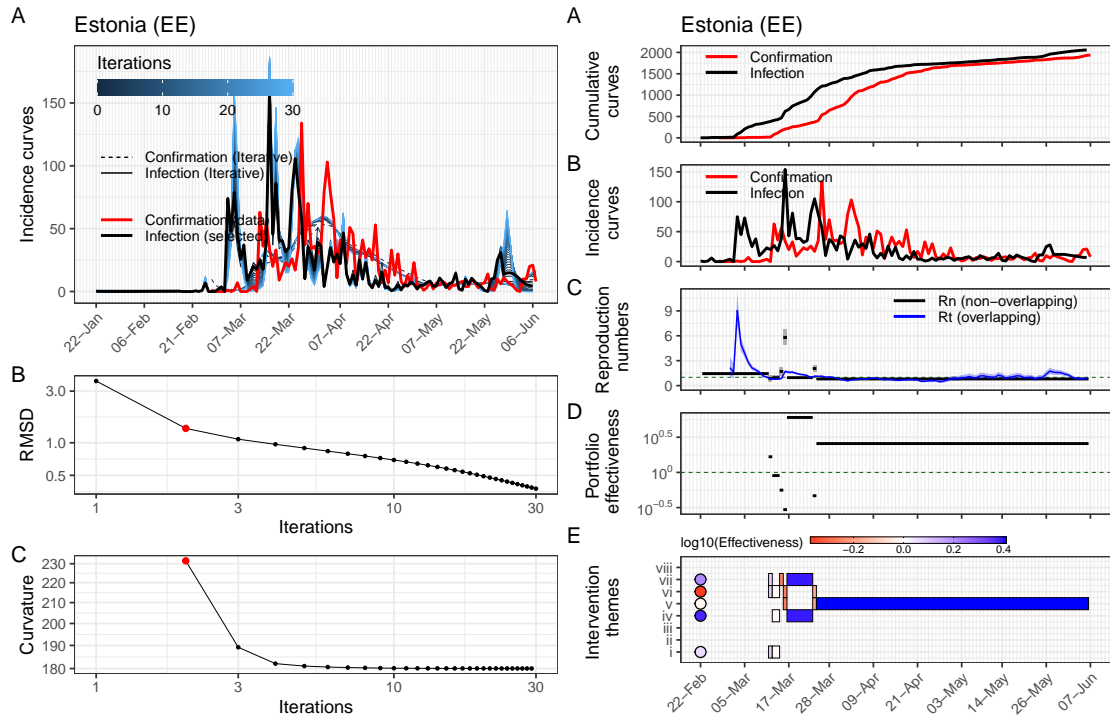 A
Estonia (EE)
Iterations
0 10 20 30
Confirmation (Iterative)
Infection (Iterative)
Confirmation (data)
Infection (selected)
Incidence curves
150
100
50
0
22−Jan
06−Feb
21−Feb
07−Mar
22−Mar
07−Apr
22−Apr
07−May
22−May
06−Jun
B
RMSD
3.0
1.0
0.5
1 3 10 30
Iterations
C
Curvature
230
220
210
200
190
180
1 3 10 30
Iterations
A
Estonia (EE)
Cumulative
curves
2000
1500
1000
500
0
Confirmation
Infection
B
Incidence
curves
150
100
50
0
Confirmation
Infection
C
Reproduction
numbers
9
6
3
0
Rn (non−overlapping)
Rt (overlapping)
D
Portfolio
effectiveness
10^0.5
10^0
10^−0.5
E
log10(Effectiveness)
−0.2 0.0 0.2 0.4
Intervention
themes
viii
vii
vi
v
iv
iii
ii
i
22−Feb
05−Mar
17−Mar
28−Mar
09−Apr
21−Apr
03−May
14−May
26−May
07−Jun